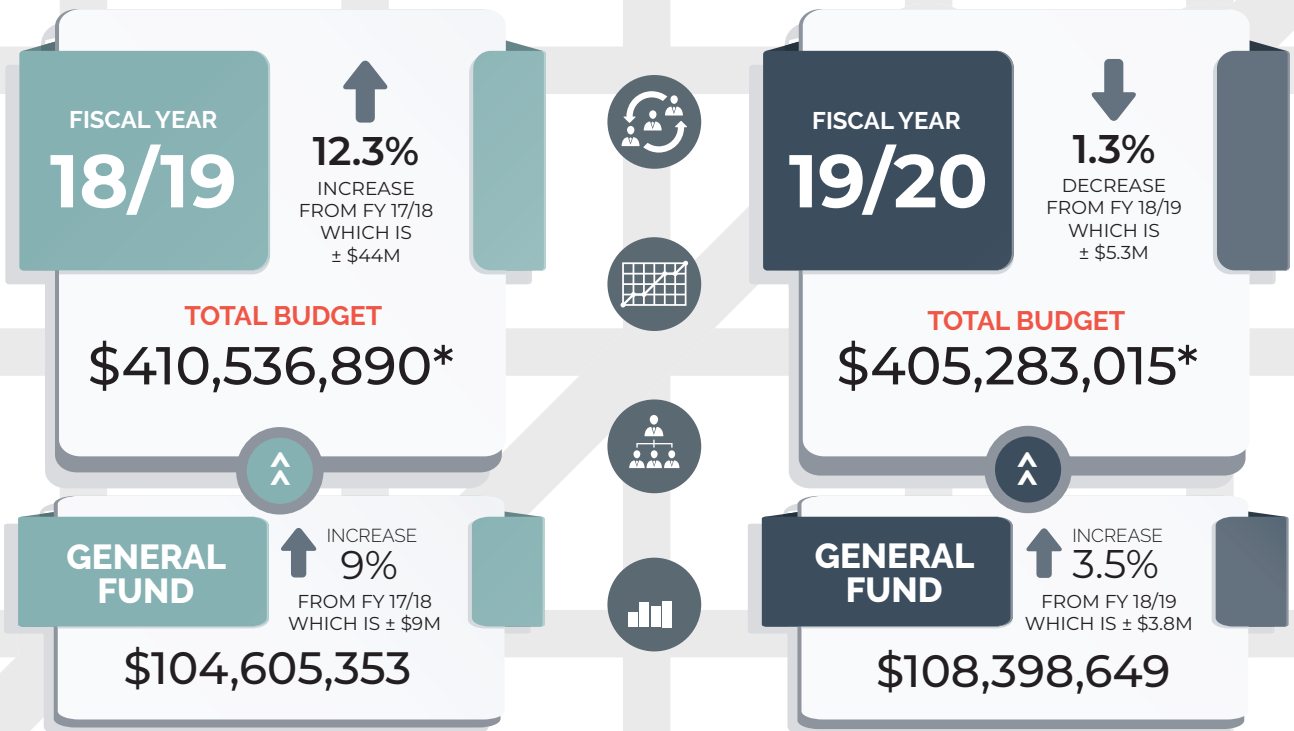 FISCAL YEAR
18/19
12.3%
INCREASE
FROM FY 17/18
WHICH IS
± $44M
TOTAL BUDGET
$410,536,890*
GENERAL
FUND
INCREASE
9%
FROM FY 17/18
WHICH IS ± $9M
$104,605,353
FISCAL YEAR
19/20
1.3%
DECREASE
FROM FY 18/19
WHICH IS
± $5.3M
TOTAL BUDGET
$405,283,015*
GENERAL
FUND
INCREASE
3.5%
FROM FY 18/19
WHICH IS ± $3.8M
$108,398,649